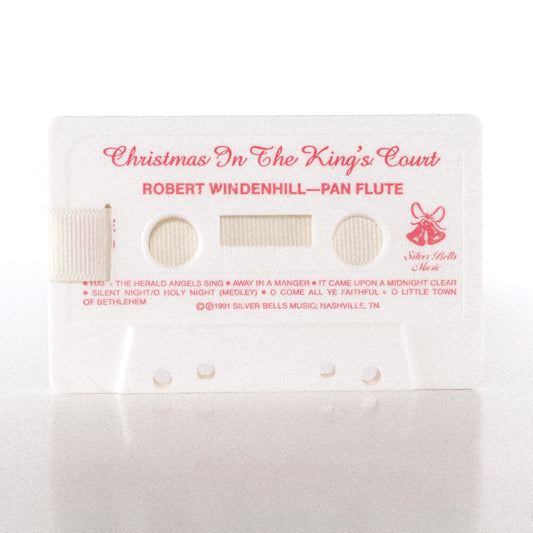 Christmas In The King's Court
ROBERT WINDENHILL—PAN FLUTE
Silver Bells
Music
THE HERALD ANGELS SING • AWAY IN A MANGER • IT CAME UPON A MIDNIGHT CLEAR
• SILENT NIGHT/O HOLY NIGHT (MEDLEY) • O COME ALL YE FAITHFUL • O LITTLE TOWN
OF BETHLEHEM
©℗1991 SILVER BELLS MUSIC, NASHVILLE, TN